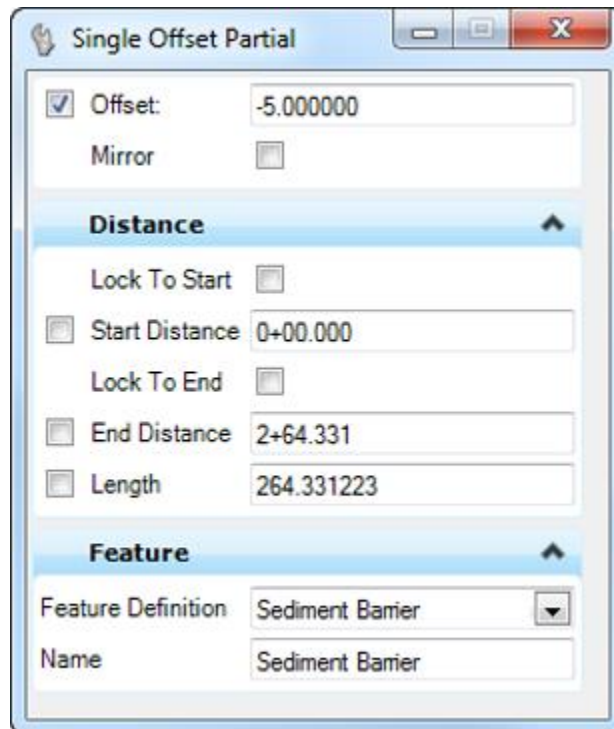 Single Offset Partial
Offset: -5.000000
Mirror
Distance
Lock To Start
Start Distance 0+00.000
Lock To End
End Distance 2+64.331
Length 264.331223
Feature
Feature Definition Sediment Barrier
Name Sediment Barrier